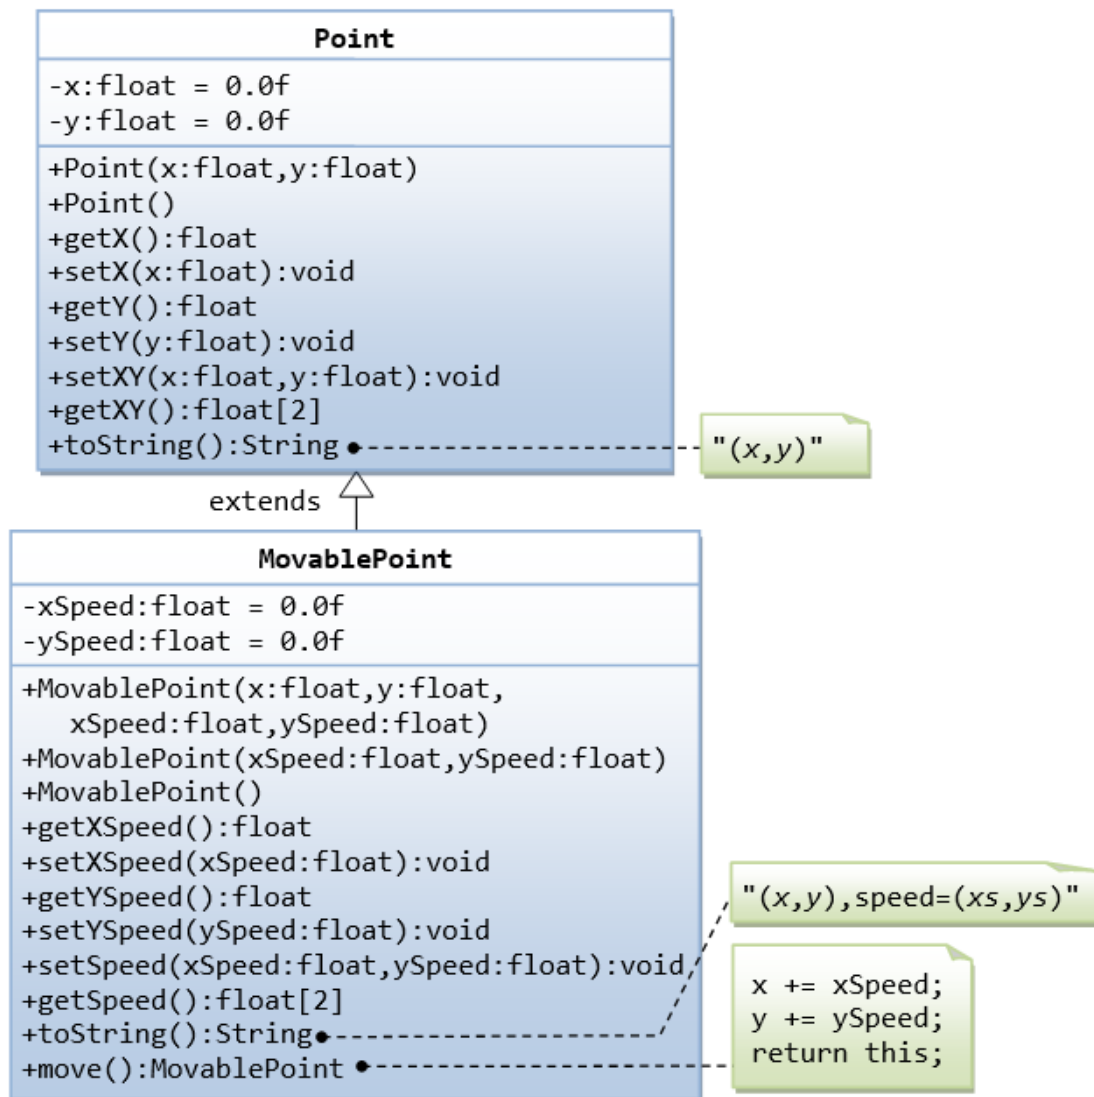 Point
-x:float = 0.0f
-y:float = 0.0f
+Point(x:float,y:float)
+Point()
+getX():float
+setX(x:float):void
+getY():float
+setY(y:float):void
+setXY(x:float,y:float):void
+getXY():float[2]
+toString():String
"(x,y)"
extends
MovablePoint
-xSpeed:float = 0.0f
-ySpeed:float = 0.0f
+MovablePoint(x:float,y:float,
xSpeed:float,ySpeed:float)
+MovablePoint(xSpeed:float,ySpeed:float)
+MovablePoint()
+getXSpeed():float
+setXSpeed(xSpeed:float):void
+getYSpeed():float
+setYSpeed(ySpeed:float):void
+setSpeed(xSpeed:float,ySpeed:float):void
+getSpeed():float[2]
+toString():String
+move():MovablePoint
"(x,y),speed=(xs,ys)"
x += xSpeed;
y += ySpeed;
return this;